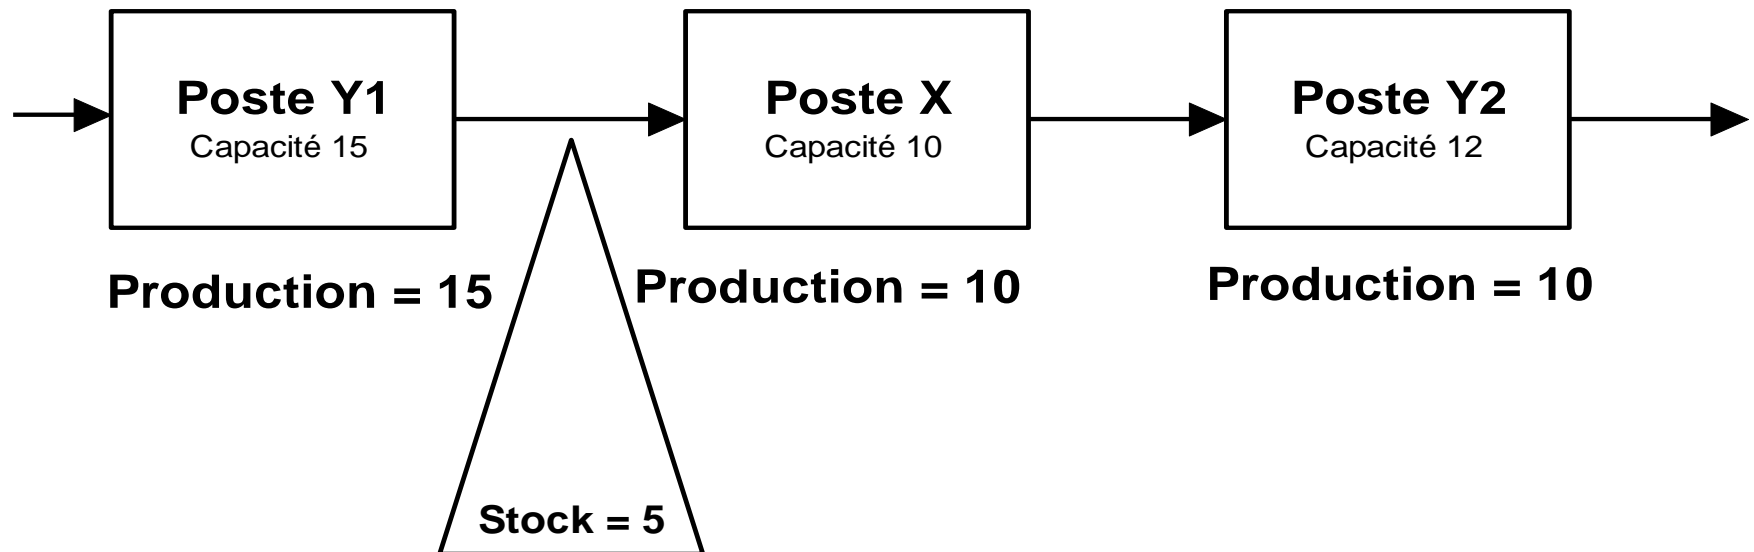 Poste Y1
Capacité 15
Poste X
Capacité 10
Poste Y2
Capacité 12
Production = 15
Production = 10
Production = 10
Stock = 5